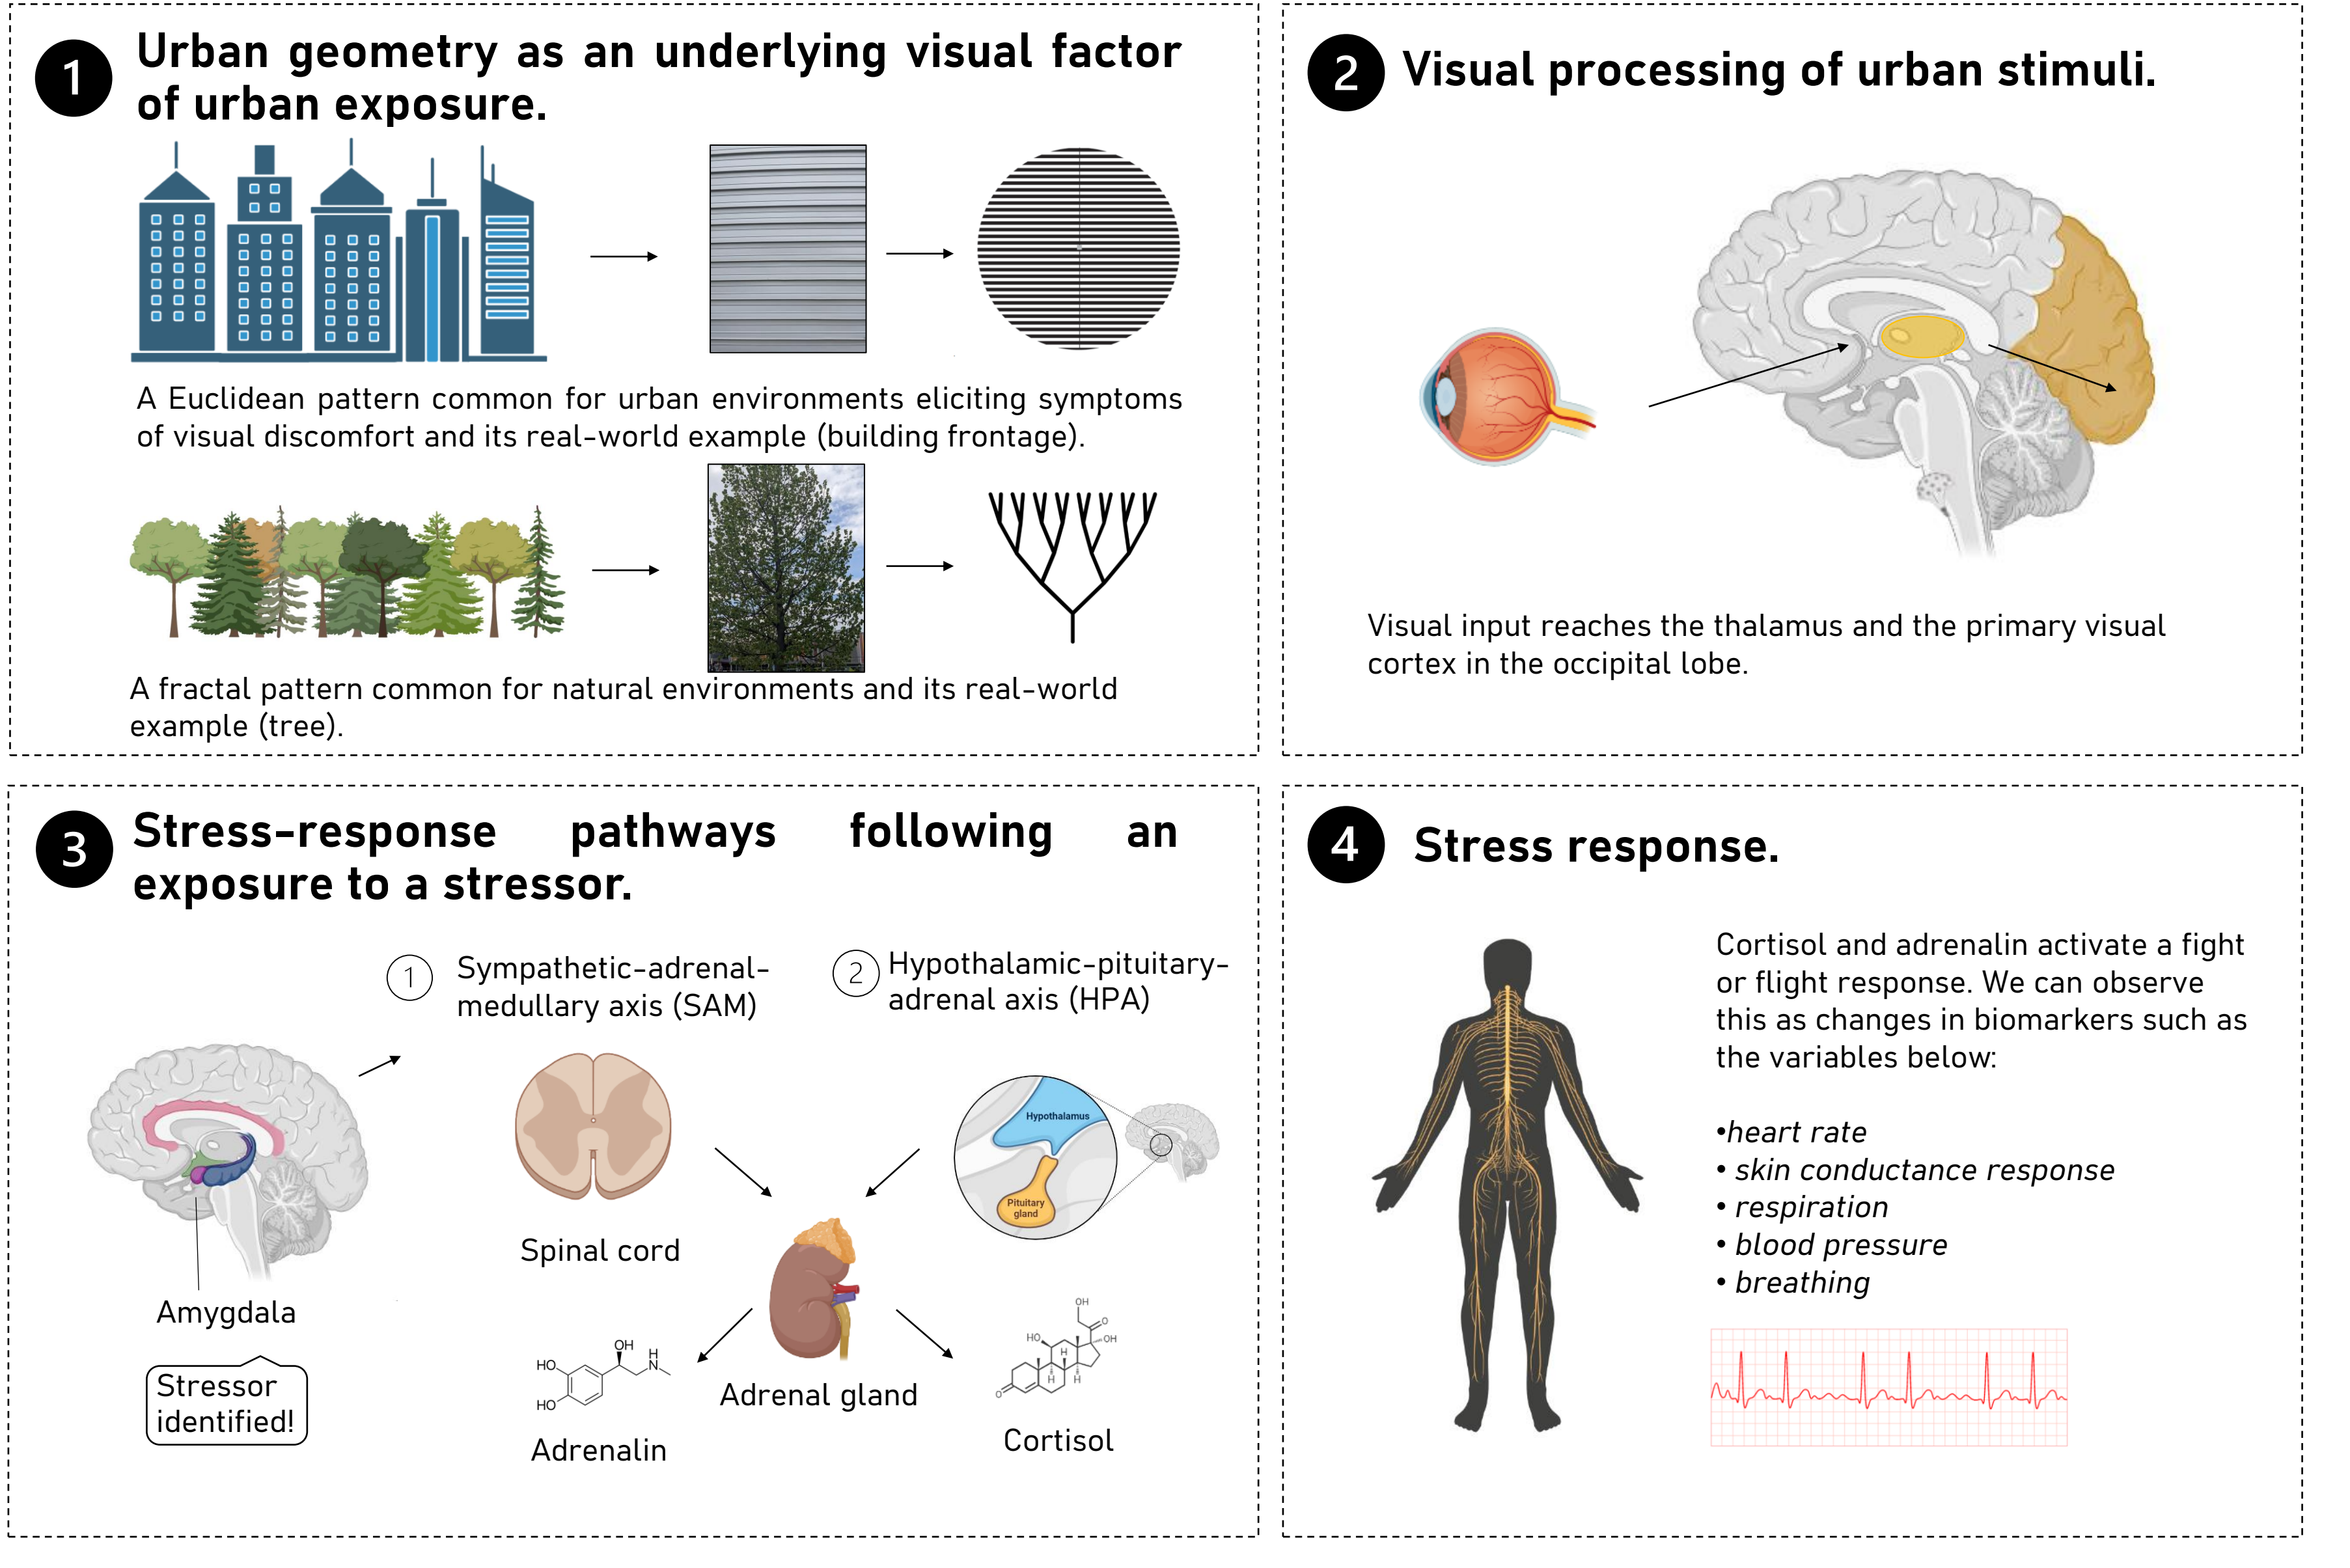 1
Urban geometry as an underlying visual factor
of urban exposure.
A Euclidean pattern common for urban environments eliciting symptoms
of visual discomfort and its real-world example (building frontage).
A fractal pattern common for natural environments and its real-world
example (tree).
2
Visual processing of urban stimuli.
Visual input reaches the thalamus and the primary visual
cortex in the occipital lobe.
3
Stress-response pathways following an
exposure to a stressor.
1
Sympathetic-adrenal-
medullary axis (SAM)
2
Hypothalamic-pituitary-
adrenal axis (HPA)
Hypothalamus
Pituitary
gland
Spinal cord
Amygdala
Stressor
identified!
Adrenal gland
OH
H
N
HO
HO
Adrenalin
OH
O
HO
OH
H
H
H
O
Cortisol
4
Stress response.
Cortisol and adrenalin activate a fight
or flight response. We can observe
this as changes in biomarkers such as
the variables below:
•heart rate
• skin conductance response
• respiration
• blood pressure
• breathing